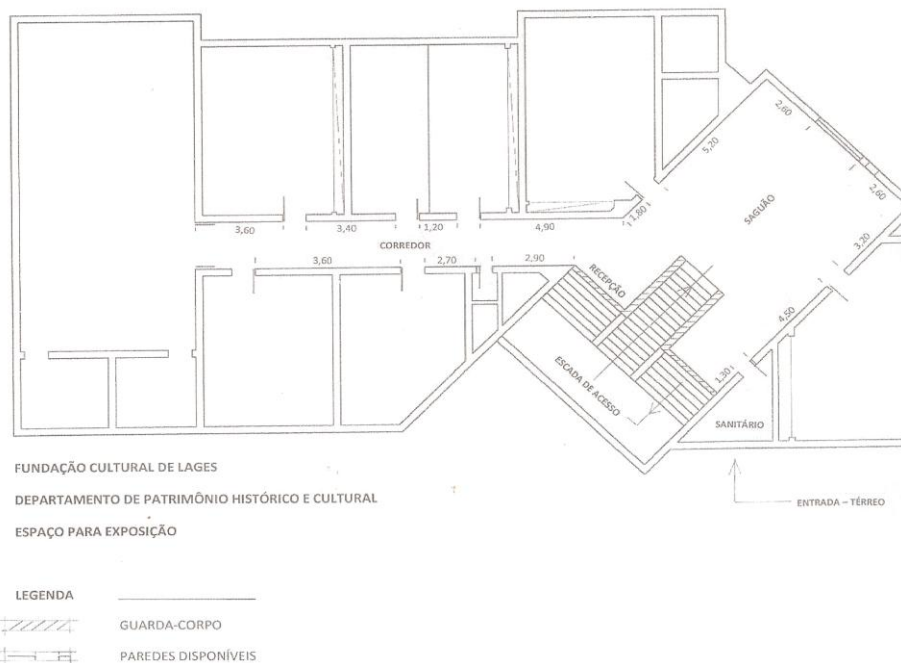 2,60
5,20
2,60
SAGUÃO
1,80
3,60
3,40
1,20
4,90
3,20
CORREDOR
3,60
2,70
2,90
RECEPÇÃO
4,50
ESCADA DE ACESSO
1,30
SANITÁRIO
FUNDAÇÃO CULTURAL DE LAGES
DEPARTAMENTO DE PATRIMÔNIO HISTÓRICO E CULTURAL
ENTRADA – TÉRREO
ESPAÇO PARA EXPOSIÇÃO
LEGENDA
GUARDA-CORPO
PAREDES DISPONÍVEIS